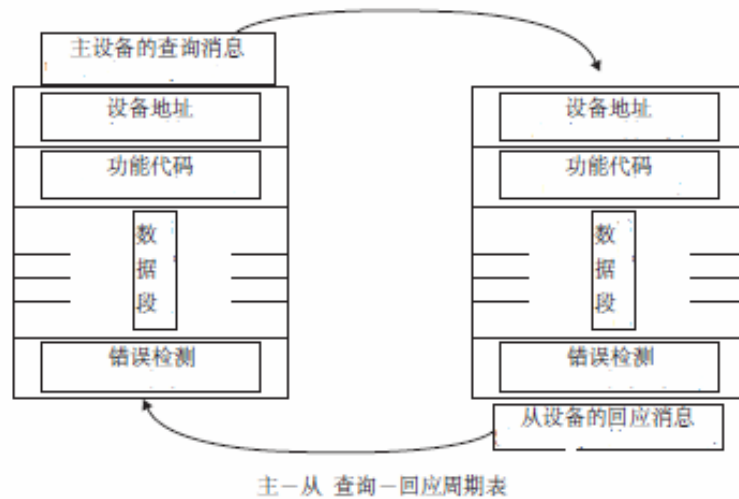 主设备的查询消息
设备地址
功能代码
数
据
段
错误检测
设备地址
功能代码
数
据
段
错误检测
从设备的回应消息
主－从 查询－回应周期表